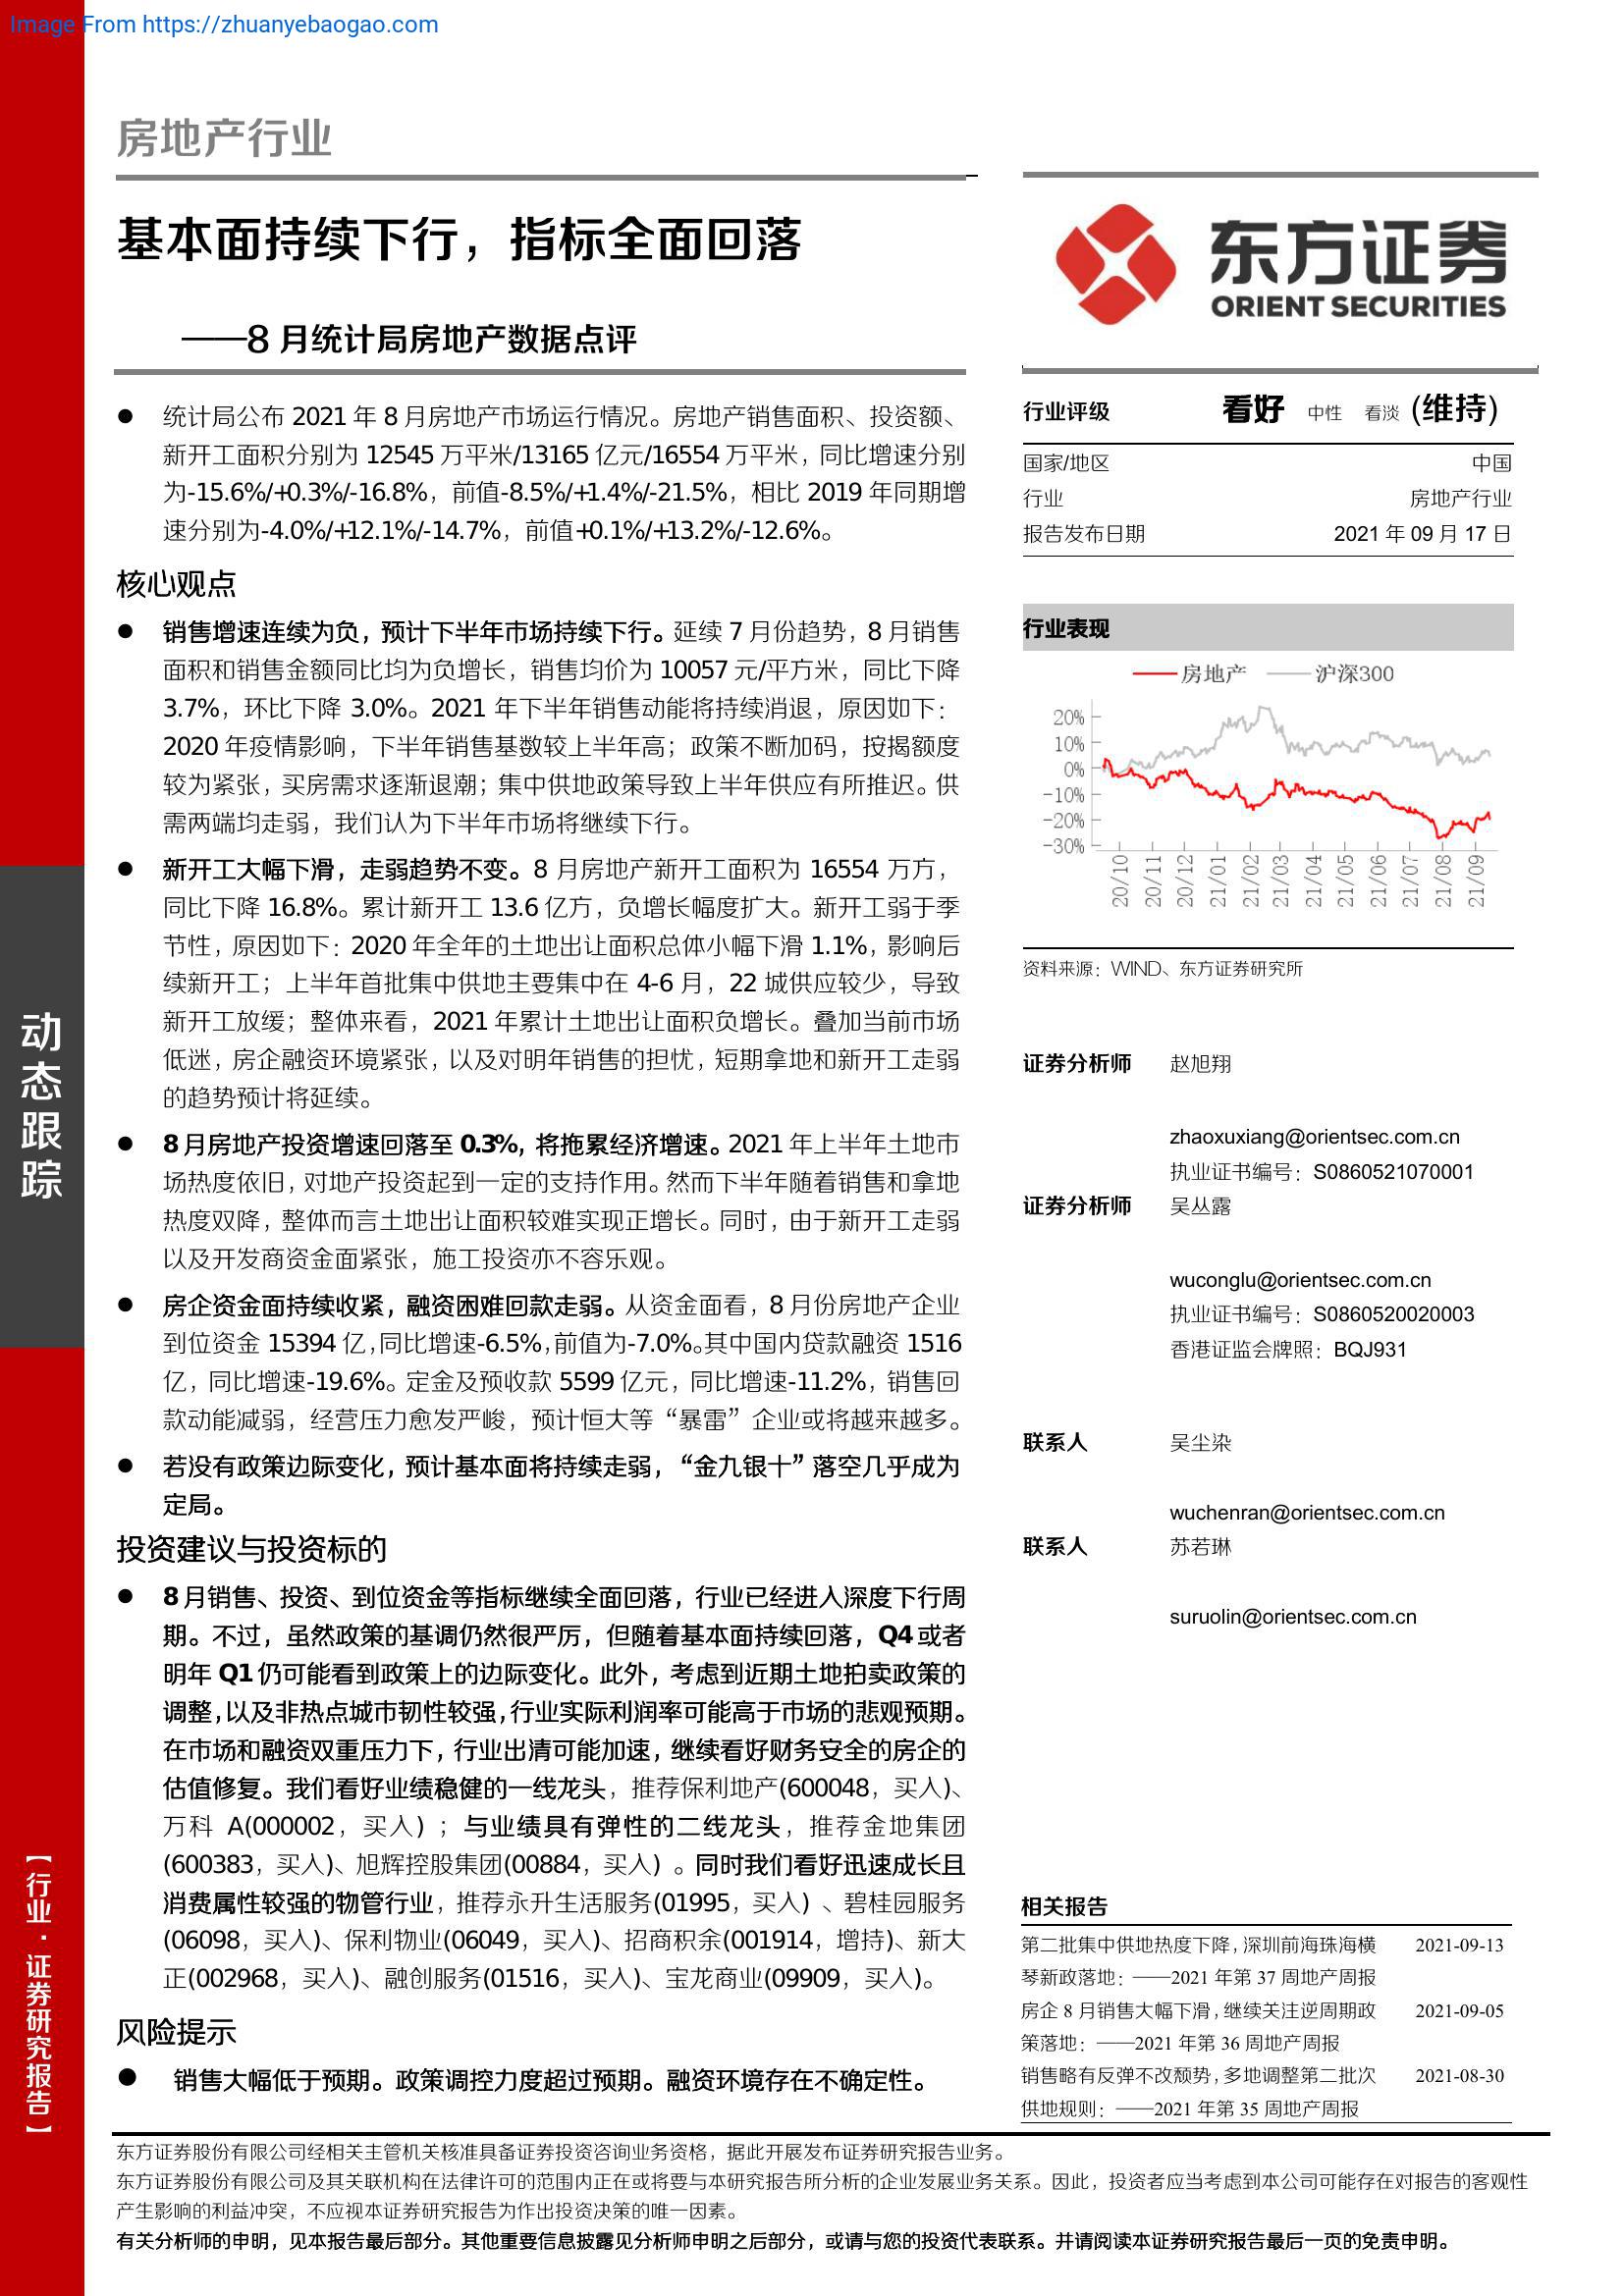 Image From https://zhuanyebaogao.com
房地产行业
基本面持续下行，指标全面回落
——8 月统计局房地产数据点评
● 统计局公布 2021 年 8 月房地产市场运行情况。房地产销售面积、投资额、
新开工面积分别为 12545 万平米/13165 亿元/16554 万平米，同比增速分别
为-15.6%/+0.3%/-16.8%，前值-8.5%/+1.4%/-21.5%，相比 2019 年同期增
速分别为-4.0%/+12.1%/-14.7%，前值+0.1%/+13.2%/-12.6%。
核心观点
● 销售增速连续为负，预计下半年市场持续下行。延续 7 月份趋势，8 月销售
面积和销售金额同比均为负增长，销售均价为 10057 元/平方米，同比下降
3.7%，环比下降 3.0%。2021 年下半年销售动能将持续消退，原因如下：
2020 年疫情影响，下半年销售基数较上半年高；政策不断加码，按揭额度
较为紧张，买房需求逐渐退潮；集中供地政策导致上半年供应有所推迟。供
需两端均走弱，我们认为下半年市场将继续下行。
● 新开工大幅下滑，走弱趋势不变。8 月房地产新开工面积为 16554 万方，
同比下降 16.8%。累计新开工 13.6 亿方，负增长幅度扩大。新开工弱于季
节性，原因如下：2020 年全年的土地出让面积总体小幅下滑 1.1%，影响后
续新开工；上半年首批集中供地主要集中在 4-6 月，22 城供应较少，导致
新开工放缓；整体来看，2021 年累计土地出让面积负增长。叠加当前市场
低迷，房企融资环境紧张，以及对明年销售的担忧，短期拿地和新开工走弱
的趋势预计将延续。
● 8 月房地产投资增速回落至 0.3%，将拖累经济增速。2021 年上半年土地市
场热度依旧，对地产投资起到一定的支持作用。然而下半年随着销售和拿地
热度双降，整体而言土地出让面积较难实现正增长。同时，由于新开工走弱
以及开发商资金面紧张，施工投资亦不容乐观。
● 房企资金面持续收紧，融资困难回款走弱。从资金面看，8 月份房地产企业
到位资金 15394 亿，同比增速-6.5%，前值为-7.0%。其中国内贷款融资 1516
亿，同比增速-19.6%。定金及预收款 5599 亿元，同比增速-11.2%，销售回
款动能减弱，经营压力愈发严峻，预计恒大等“暴雷”企业或将越来越多。
● 若没有政策边际变化，预计基本面将持续走弱，“金九银十”落空几乎成为
定局。
投资建议与投资标的
● 8 月销售、投资、到位资金等指标继续全面回落，行业已经进入深度下行周
期。不过，虽然政策的基调仍然很严厉，但随着基本面持续回落，Q4 或者
明年 Q1 仍可能看到政策上的边际变化。此外，考虑到近期土地拍卖政策的
调整，以及非热点城市韧性较强，行业实际利润率可能高于市场的悲观预期。
在市场和融资双重压力下，行业出清可能加速，继续看好财务安全的房企的
估值修复。我们看好业绩稳健的一线龙头，推荐保利地产(600048，买入)、
万科 A(000002，买入)；与业绩具有弹性的二线龙头，推荐金地集团
(600383，买入)、旭辉控股集团(00884，买入) 。同时我们看好迅速成长且
消费属性较强的物管行业，推荐永升生活服务(01995，买入) 、碧桂园服务
(06098，买入)、保利物业(06049，买入)、招商积余(001914，增持)、新大
正(002968，买入)、融创服务(01516，买入)、宝龙商业(09909，买入)。
风险提示
● 销售大幅低于预期。政策调控力度超过预期。融资环境存在不确定性。
东方证券
ORIENT SECURITIES
行业评级 看好 中性 看淡 (维持)
国家/地区 中国
行业 房地产行业
报告发布日期 2021 年 09 月 17 日
行业表现
房地产 沪深300
20%
10%
0%
-10%
-20%
-30%
20/10 20/11 20/12 21/01 21/02 21/03 21/04 21/05 21/06 21/07 21/08 21/09
资料来源：WIND、东方证券研究所
证券分析师 赵旭翔
zhaoxuxiang@orientsec.com.cn
执业证书编号：S0860521070001
证券分析师 吴丛露
wuconglu@orientsec.com.cn
执业证书编号：S0860520020003
香港证监会牌照：BQJ931
联系人 吴尘染
wuchenran@orientsec.com.cn
联系人 苏若琳
suruolin@orientsec.com.cn
相关报告
第二批集中供地热度下降，深圳前海珠海横 2021-09-13
琴新政落地：——2021 年第 37 周地产周报
房企 8 月销售大幅下滑，继续关注逆周期政 2021-09-05
策落地：——2021 年第 36 周地产周报
销售略有反弹不改颓势，多地调整第二批次 2021-08-30
供地规则：——2021 年第 35 周地产周报
动态跟踪
【行业·证券研究报告】
东方证券股份有限公司经相关主管机关核准具备证券投资咨询业务资格，据此开展发布证券研究报告业务。
东方证券股份有限公司及其关联机构在法律许可的范围内正在或将要与本研究报告所分析的企业发展业务关系。因此，投资者应当考虑到本公司可能存在对报告的客观性
产生影响的利益冲突，不应视本证券研究报告为作出投资决策的唯一因素。
有关分析师的申明，见本报告最后部分。其他重要信息披露见分析师申明之后部分，或请与您的投资代表联系。并请阅读本证券研究报告最后一页的免责申明。